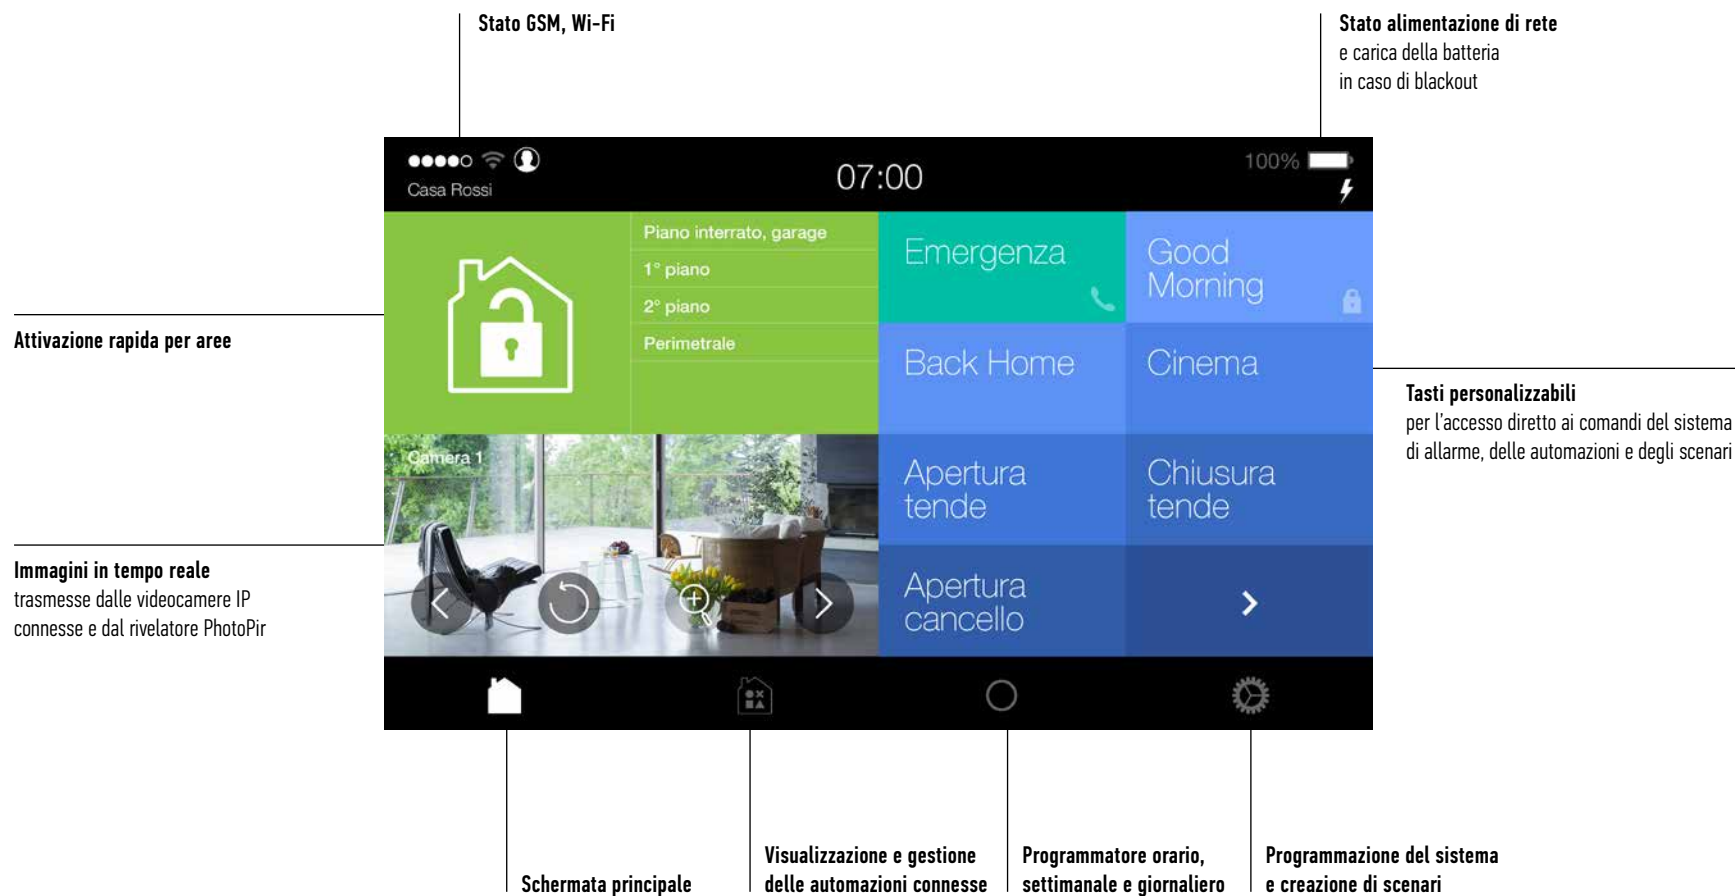 Stato GSM, Wi-Fi
Stato alimentazione di rete
e carica della batteria
in caso di blackout
Casa Rossi
07:00
100%
Piano interrato, garage
1° piano
2° piano
Perimetrale
Emergenza
Good
Morning
Back Home
Cinema
Attivazione rapida per aree
Tasti personalizzabili
per l'accesso diretto ai comandi del sistema
di allarme, delle automazioni e degli scenari
Camera 1
Apertura
tende
Chiusura
tende
Apertura
cancello
Immagini in tempo reale
trasmesse dalle videocamere IP
connesse e dal rivelatore PhotoPir
Schermata principale
Visualizzazione e gestione
delle automazioni connesse
Programmatore orario,
settimanale e giornaliero
Programmazione del sistema
e creazione di scenari